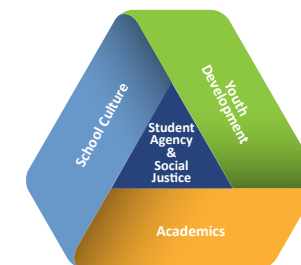 School Culture
Youth
Development
Student
Agency
&
Social
Justice
Academics